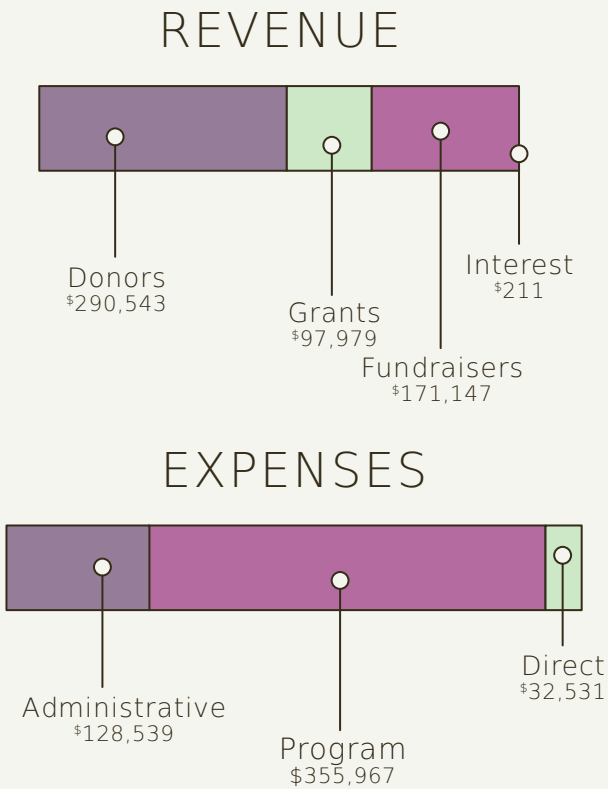 REVENUE
Donors
$290,543
Grants
$97,979
Fundraisers
$171,147
Interest
$211
EXPENSES
Administrative
$128,539
Program
$355,967
Direct
$32,531